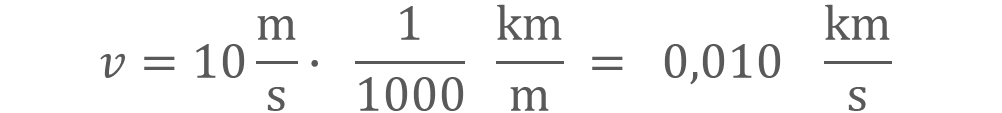 v = 10 m/s · 1/1000 km/m = 0,010 km/s